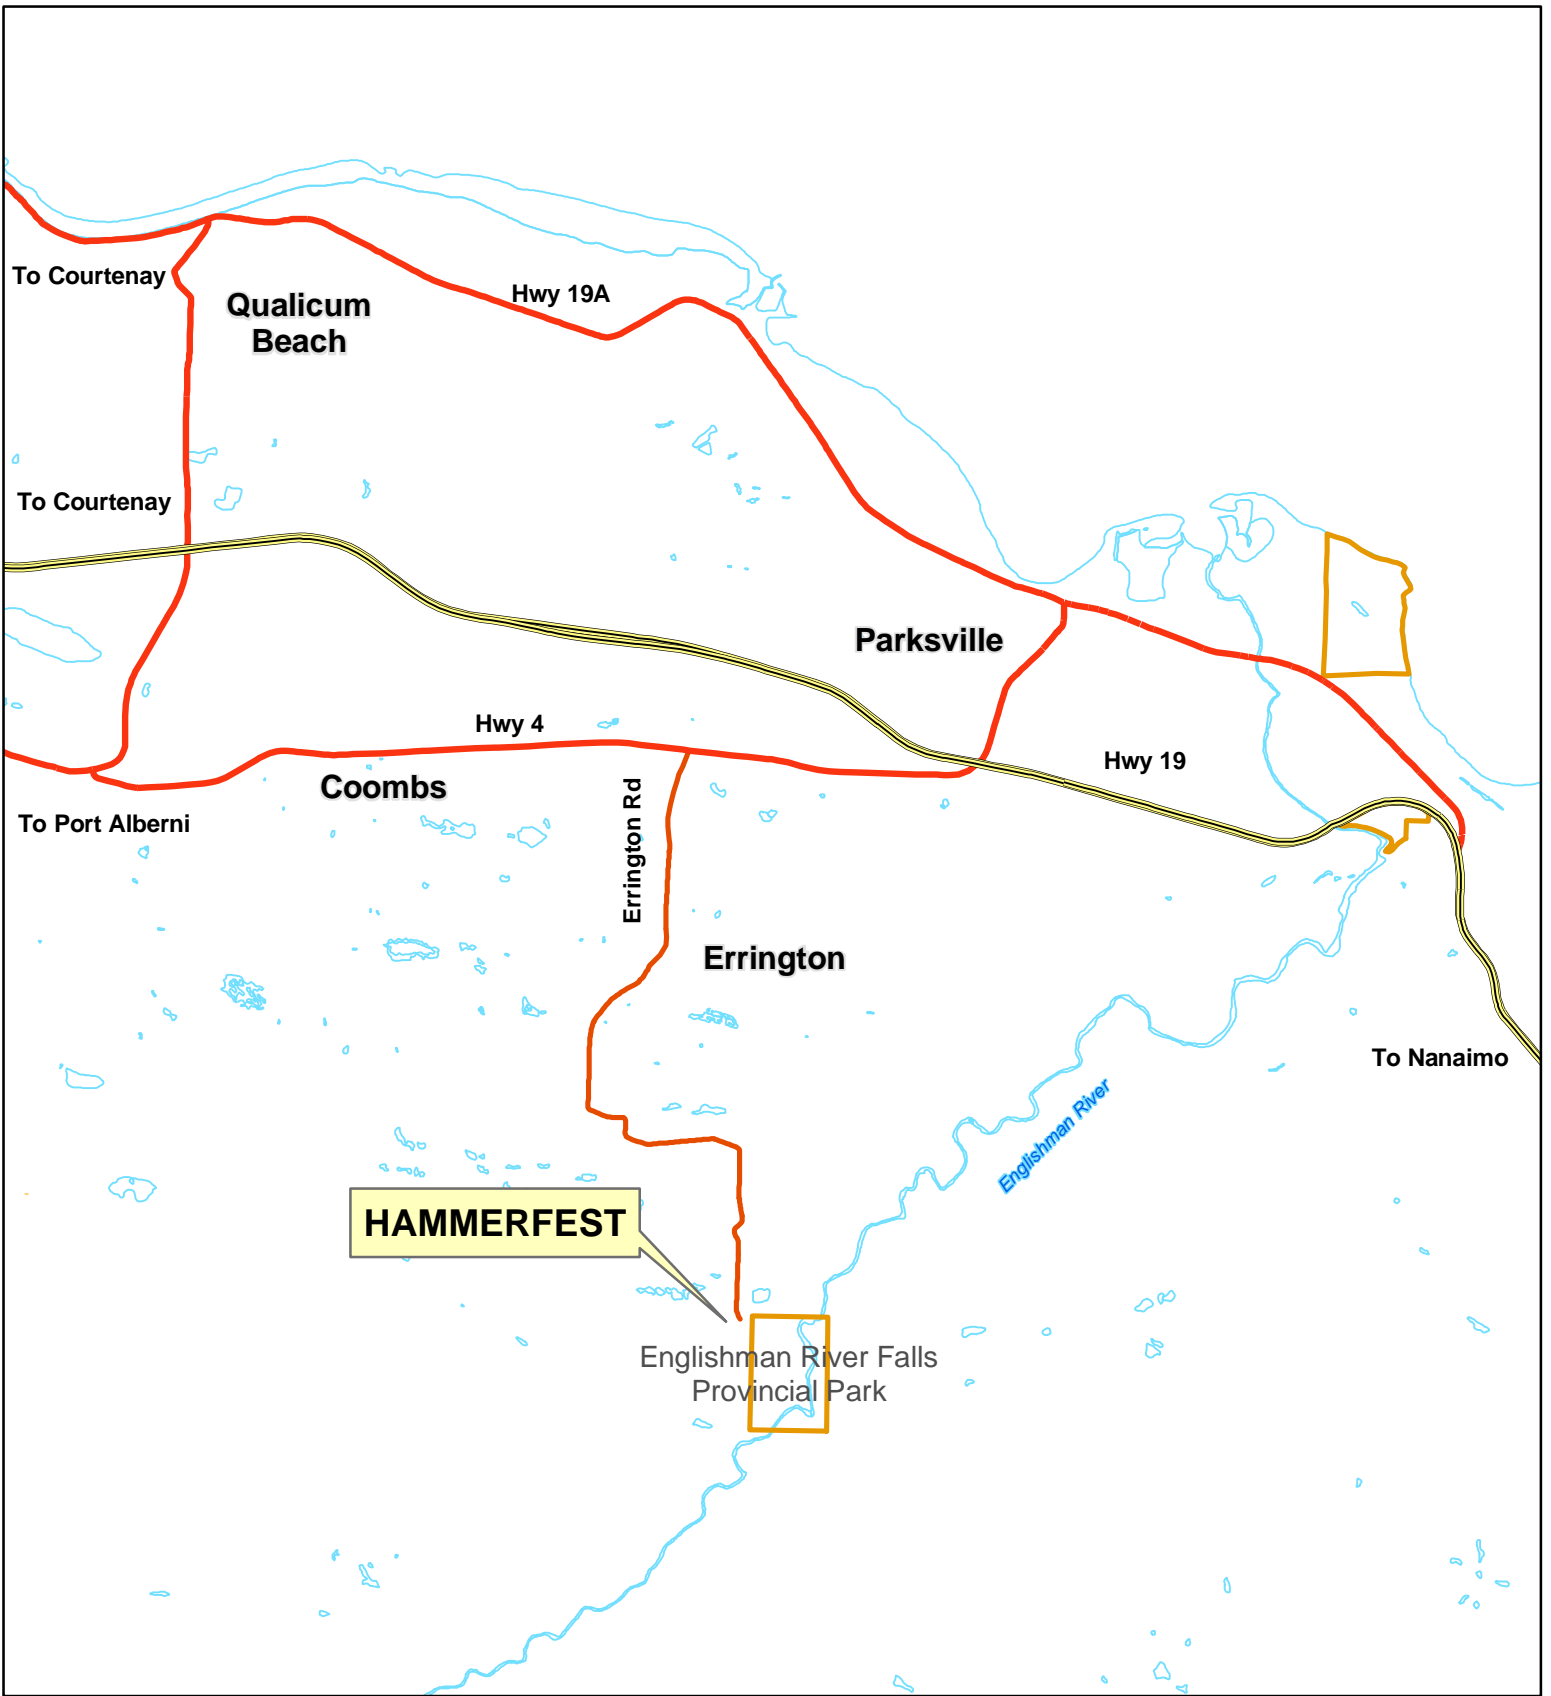 To Courtenay
Qualicum
Beach
Hwy 19A
To Courtenay
Parksville
Hwy 4
Hwy 19
Coombs
To Port Alberni
Errington Rd
Errington
To Nanaimo
Englishman River
HAMMERFEST
Englishman River Falls
Provincial Park